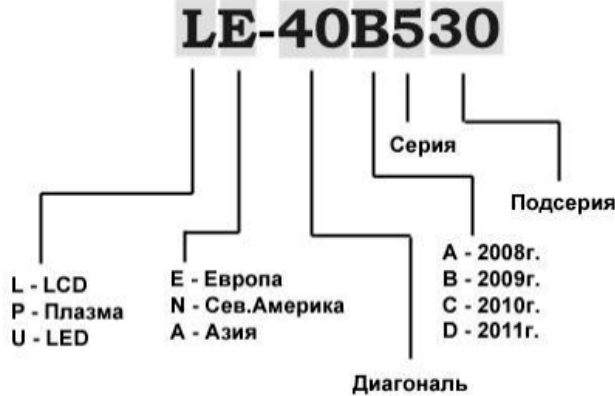 LE-40B530
Серия
Подсерия
L - LCD
P - Плазма
U - LED
E - Европа
N - Сев.Америка
A - Азия
A - 2008г.
B - 2009г.
C - 2010г.
D - 2011г.
Диагональ